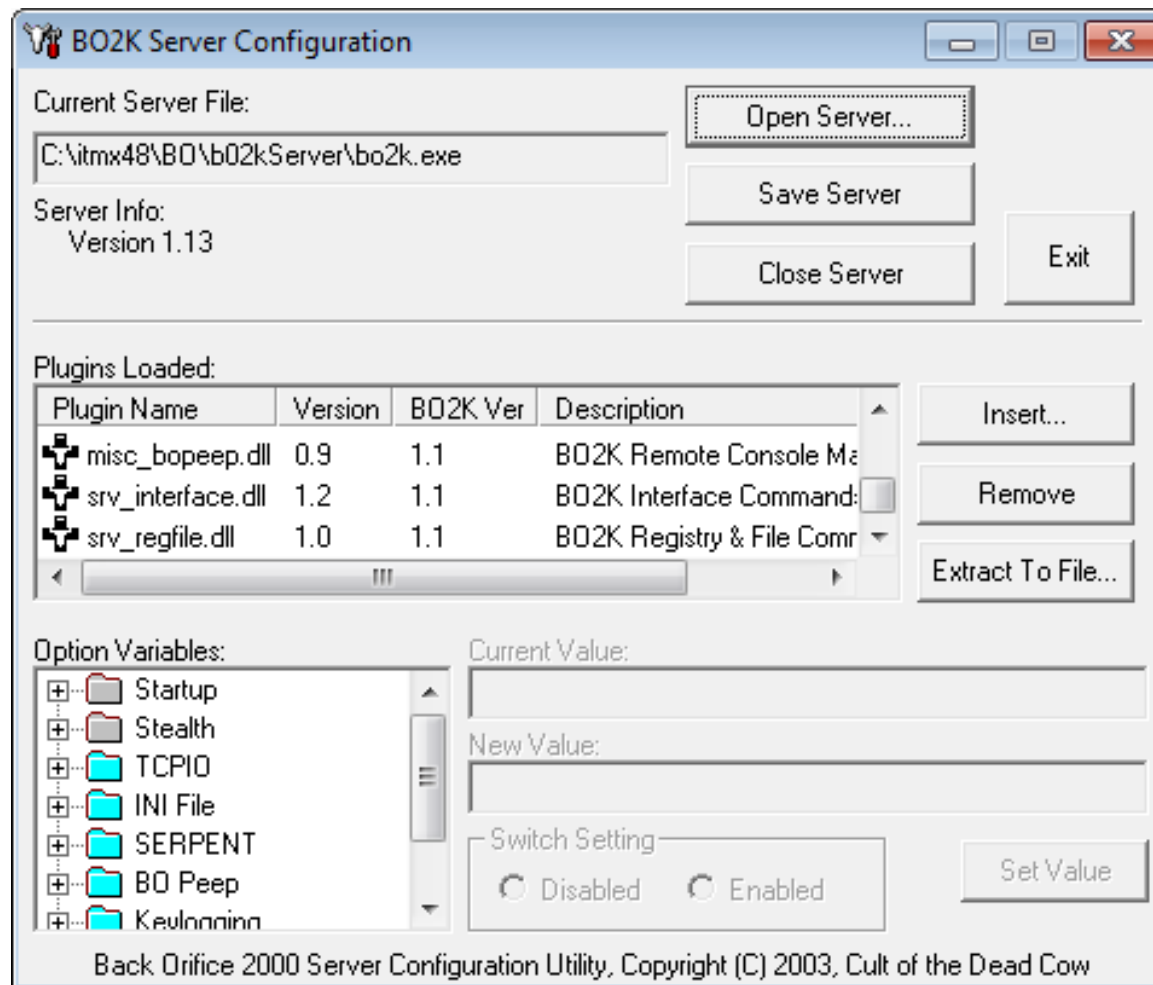 BO2K Server Configuration
Current Server File:
Open Server...
C:\itmx48\BO\b02kServer\bo2k.exe
Save Server
Server Info:
Version 1.13
Exit
Close Server
Plugins Loaded:
Plugin Name Version BO2K Ver Description
Insert...
misc_bopeep.dll 0.9 1.1 BO2K Remote Console Ma
srv_interface.dll 1.2 1.1 BO2K Interface Command
Remove
srv_regfile.dll 1.0 1.1 BO2K Registry & File Comm
Extract To File...
Option Variables:
Current Value:
Startup
Stealth
New Value:
TCPIO
INI File
SERPENT
Switch Setting
BO Peep
Disabled Enabled
Set Value
Keylogging
Back Orifice 2000 Server Configuration Utility, Copyright (C) 2003, Cult of the Dead Cow